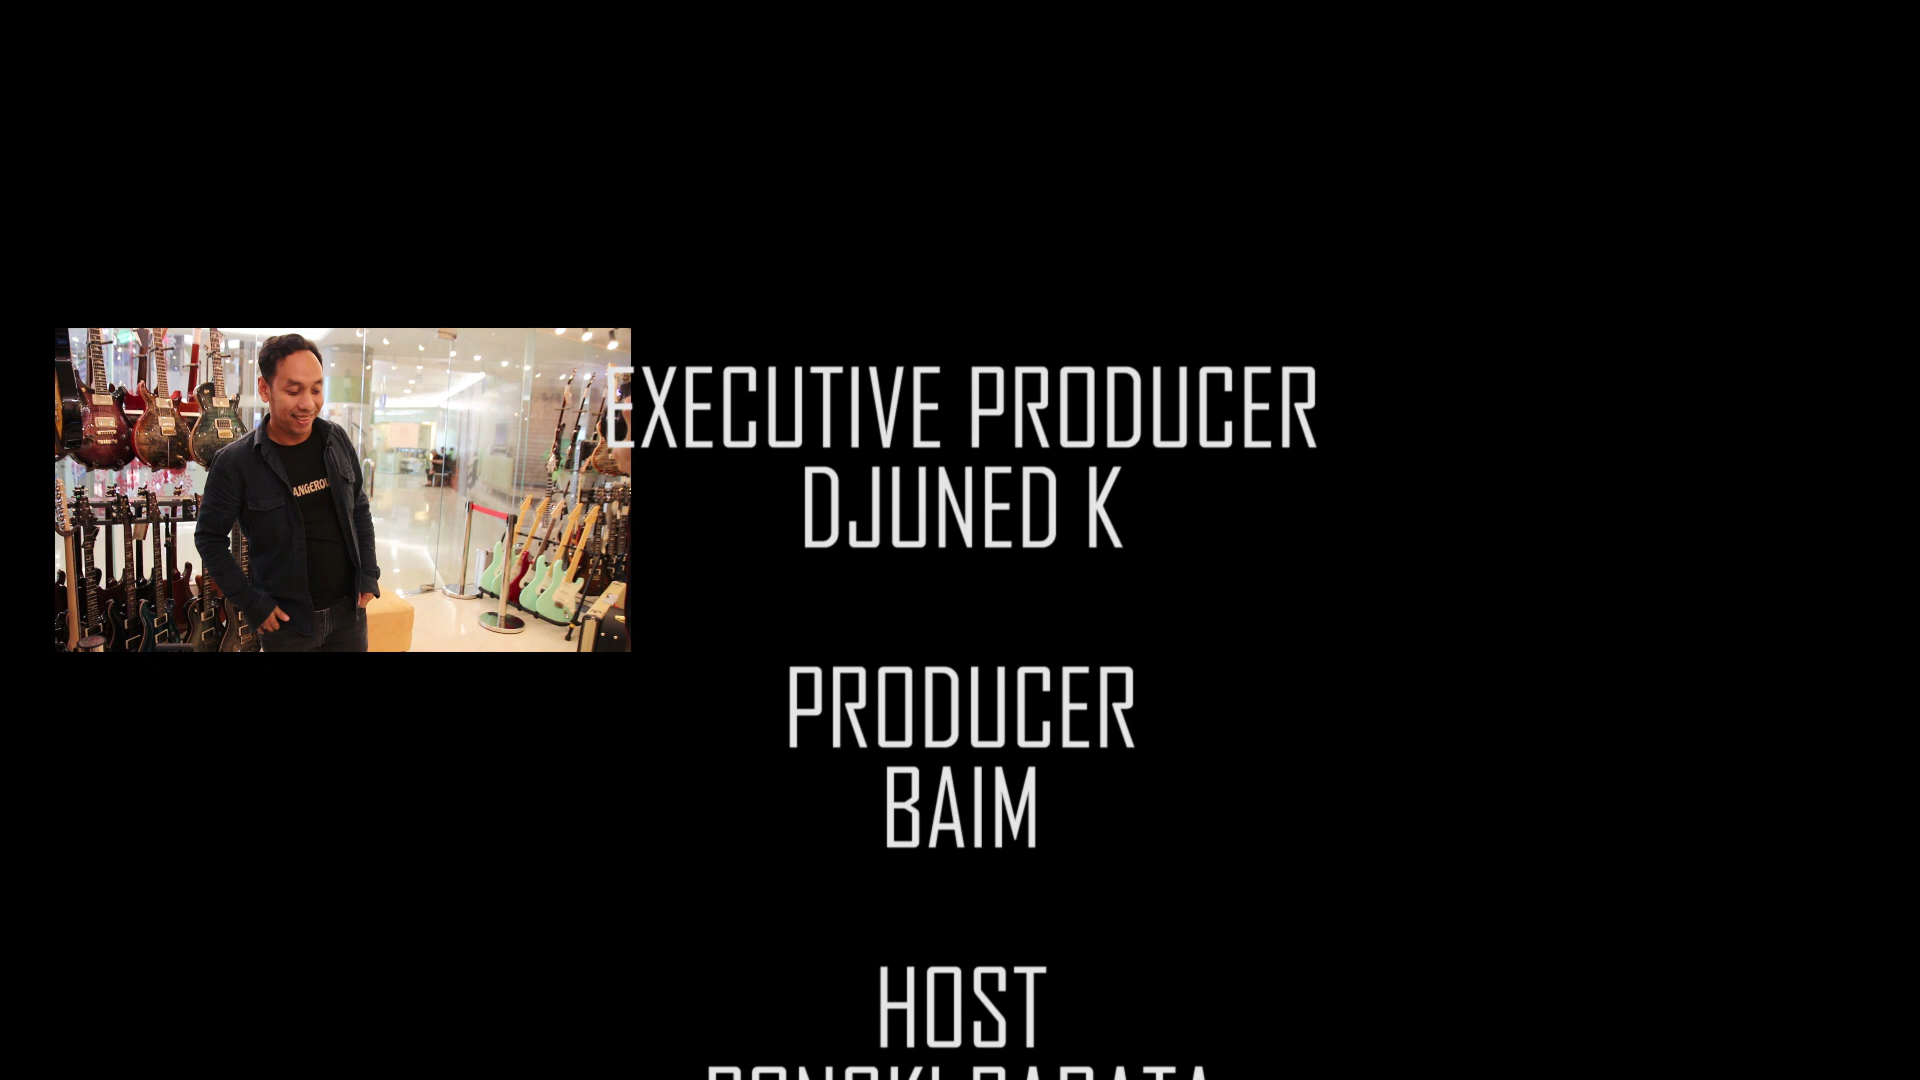 EXECUTIVE PRODUCER
DJUNED K
PRODUCER
BAIM
HOST